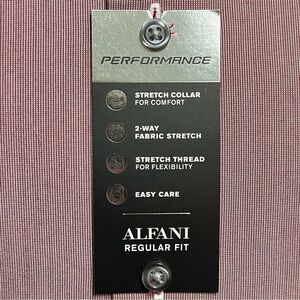 PERFORMANCE
STRETCH COLLAR
FOR COMFORT
2-WAY
FABRIC STRETCH
STRETCH THREAD
FOR FLEXIBILITY
EASY CARE
ALFANI
REGULAR FIT